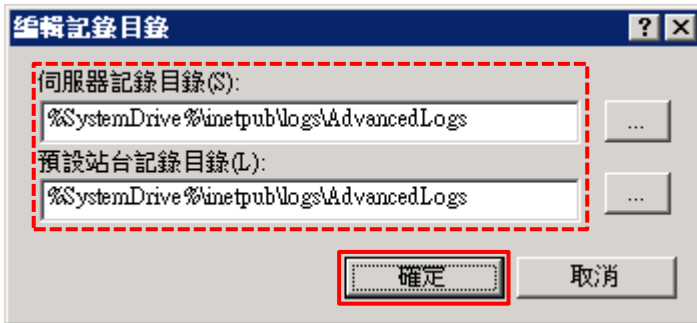 編輯記錄目錄
伺服器記錄目錄(S):
%SystemDrive%\inetpub\logs\AdvancedLogs
...
預設站台記錄目錄(L):
%SystemDrive%\inetpub\logs\AdvancedLogs
...
確定
取消